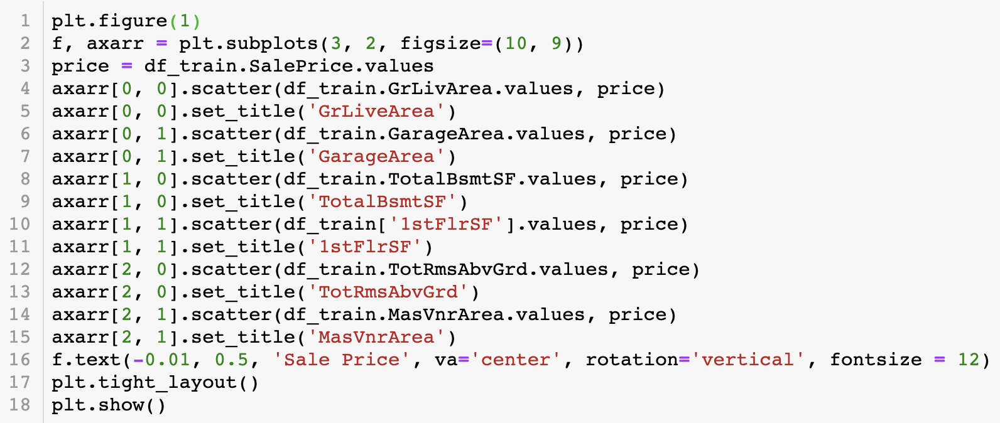 1 plt.figure(1)
2 f, axarr = plt.subplots(3, 2, figsize=(10, 9))
3 price = df_train.SalePrice.values
4 axarr[0, 0].scatter(df_train.GrLivArea.values, price)
5 axarr[0, 0].set_title('GrLiveArea')
6 axarr[0, 1].scatter(df_train.GarageArea.values, price)
7 axarr[0, 1].set_title('GarageArea')
8 axarr[1, 0].scatter(df_train.TotalBsmtSF.values, price)
9 axarr[1, 0].set_title('TotalBsmtSF')
10 axarr[1, 1].scatter(df_train['1stFlrSF'].values, price)
11 axarr[1, 1].set_title('1stFlrSF')
12 axarr[2, 0].scatter(df_train.TotRmsAbvGrd.values, price)
13 axarr[2, 0].set_title('TotRmsAbvGrd')
14 axarr[2, 1].scatter(df_train.MasVnrArea.values, price)
15 axarr[2, 1].set_title('MasVnrArea')
16 f.text(-0.01, 0.5, 'Sale Price', va='center', rotation='vertical', fontsize = 12)
17 plt.tight_layout()
18 plt.show()